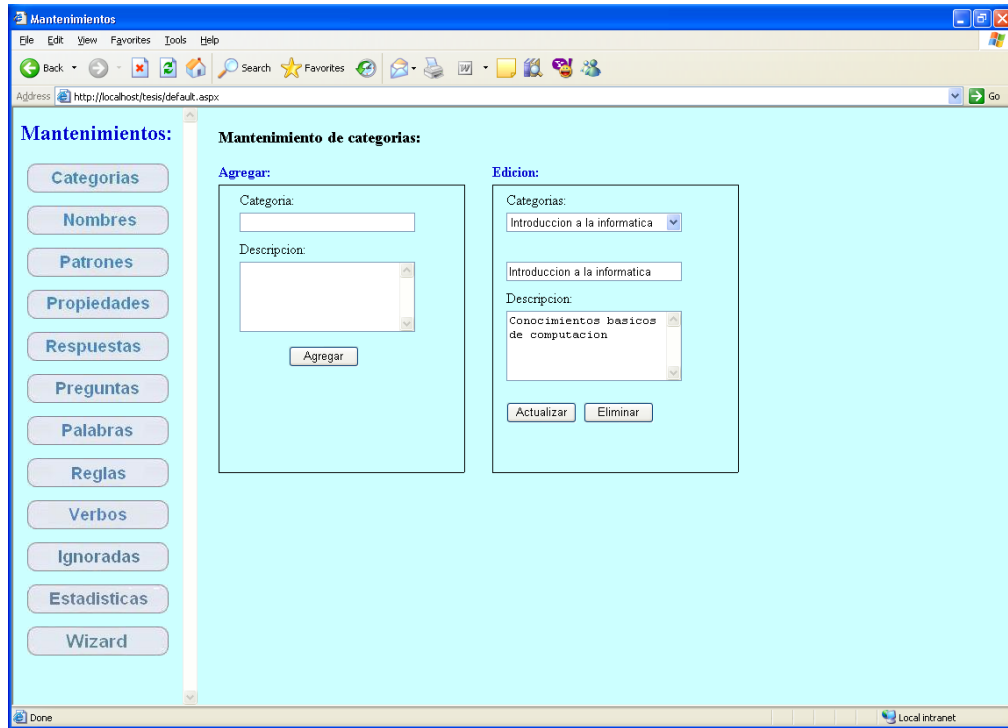 Mantenimientos
File Edit View Favorites Tools Help
Back Search Favorites W
Address http://localhost/tesis/default.aspx Go
Mantenimientos:
Categorias
Nombres
Patrones
Propiedades
Respuestas
Preguntas
Palabras
Reglas
Verbos
Ignoradas
Estadisticas
Wizard
Mantenimiento de categorias:
Agregar:
Categoria:
Descripcion:
Agregar
Edicion:
Categorias:
Introduccion a la informatica
Introduccion a la informatica
Descripcion:
Conocimientos basicos
de computacion
Actualizar Eliminar
Done Local intranet